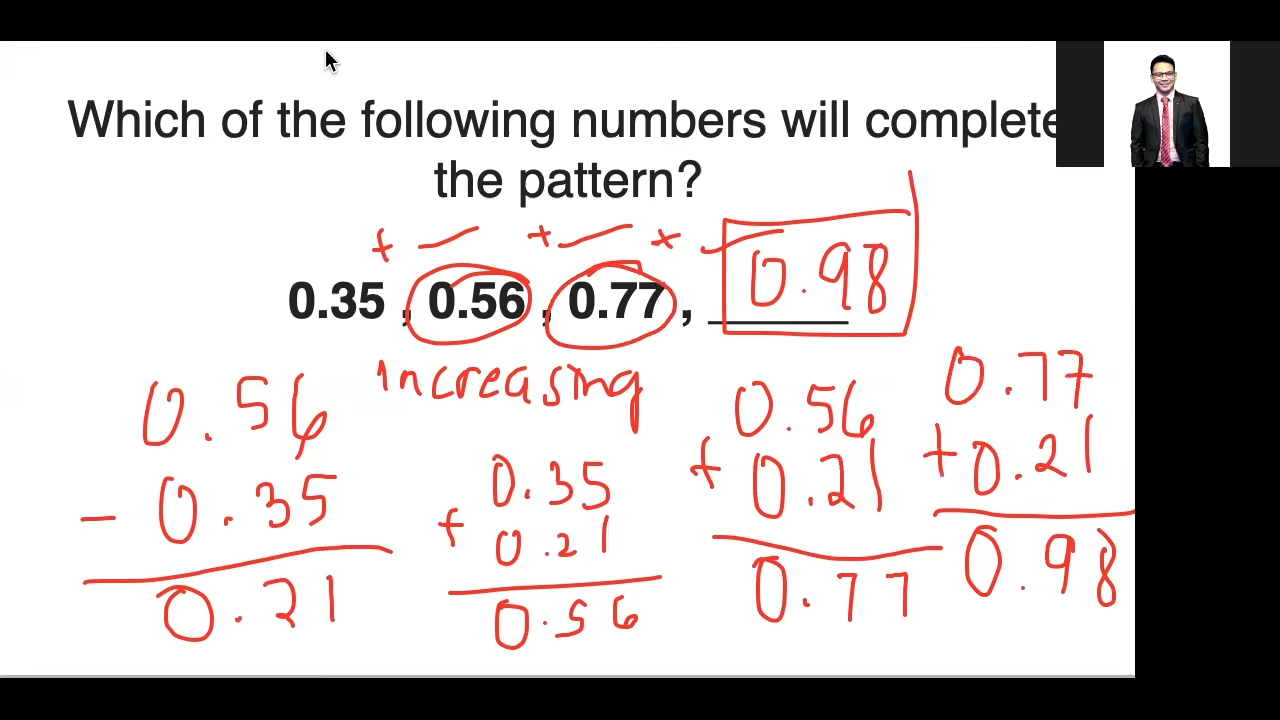 Which of the following numbers will complete
the pattern?
+ + +
0.35 , 0.56 , 0.77 , 0.98
increasing
0.56
- 0.35
0.21
0.35
+ 0.21
0.56
0.56
+ 0.21
0.77
0.77
+ 0.21
0.98